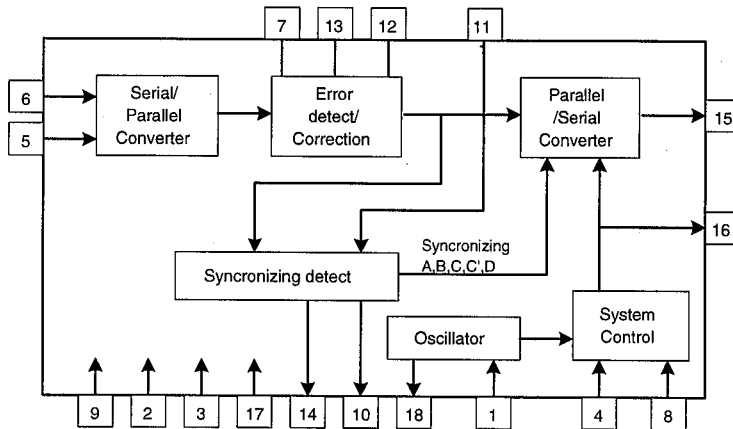 7 13 12 11
6
5
Serial/
Parallel
Converter
Error
detect/
Correction
Parallel
/Serial
Converter
15
16
Syncronizing
A,B,C,C',D
Syncronizing detect
Oscillator
System
Control
9 2 3 17 14 10 18 1 4 8